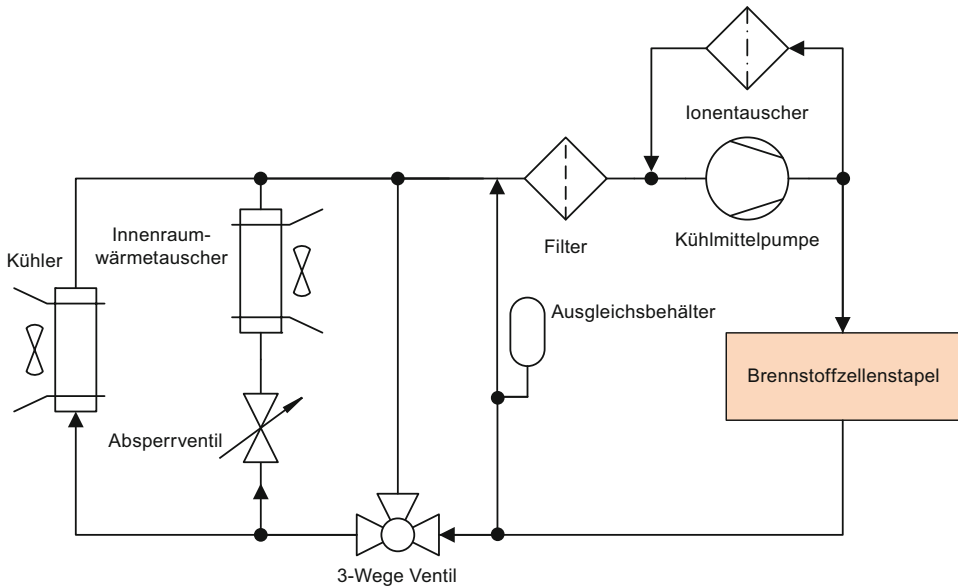 Ionentauscher
Innenraum-
wärmetauscher
Kühler
Filter
Kühlmittelpumpe
Ausgleichsbehälter
Brennstoffzellenstapel
Absperrventil
3-Wege Ventil